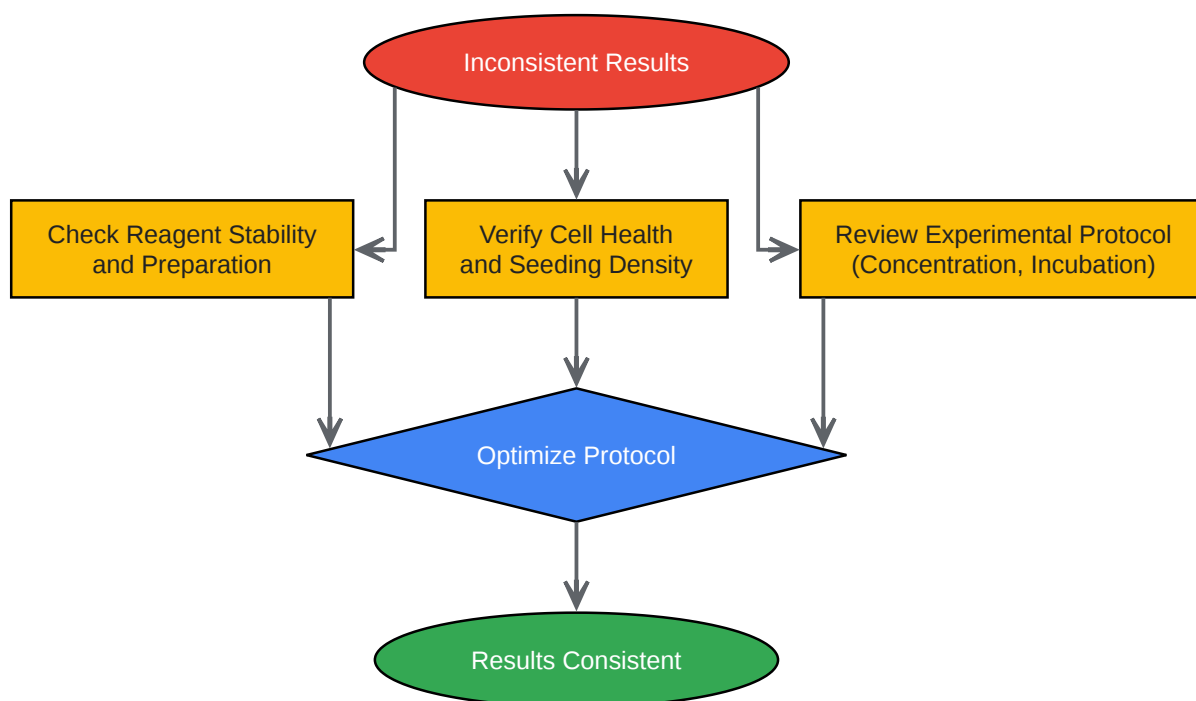 Inconsistent Results
Check Reagent Stability
and Preparation
Verify Cell Health
and Seeding Density
Review Experimental Protocol
(Concentration, Incubation)
Optimize Protocol
Results Consistent